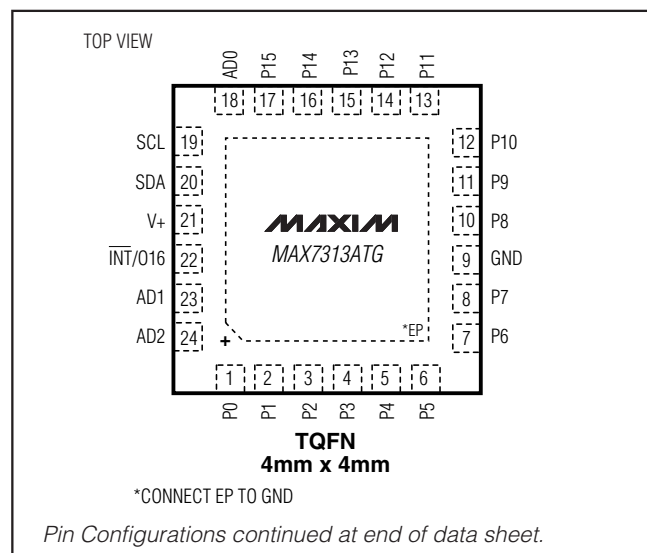 TOP VIEW
AD0 P15 P14 P13 P12 P11
18 17 16 15 14 13
SCL 19 12 P10
SDA 20 11 P9
V+ 21 10 P8
MAXIM
INT/O16 22 MAX7313ATG 9 GND
AD1 23 8 P7
AD2 24 + *EP 7 P6
1 2 3 4 5 6
P0 P1 P2 P3 P4 P5
TQFN
4mm x 4mm
*CONNECT EP TO GND
Pin Configurations continued at end of data sheet.